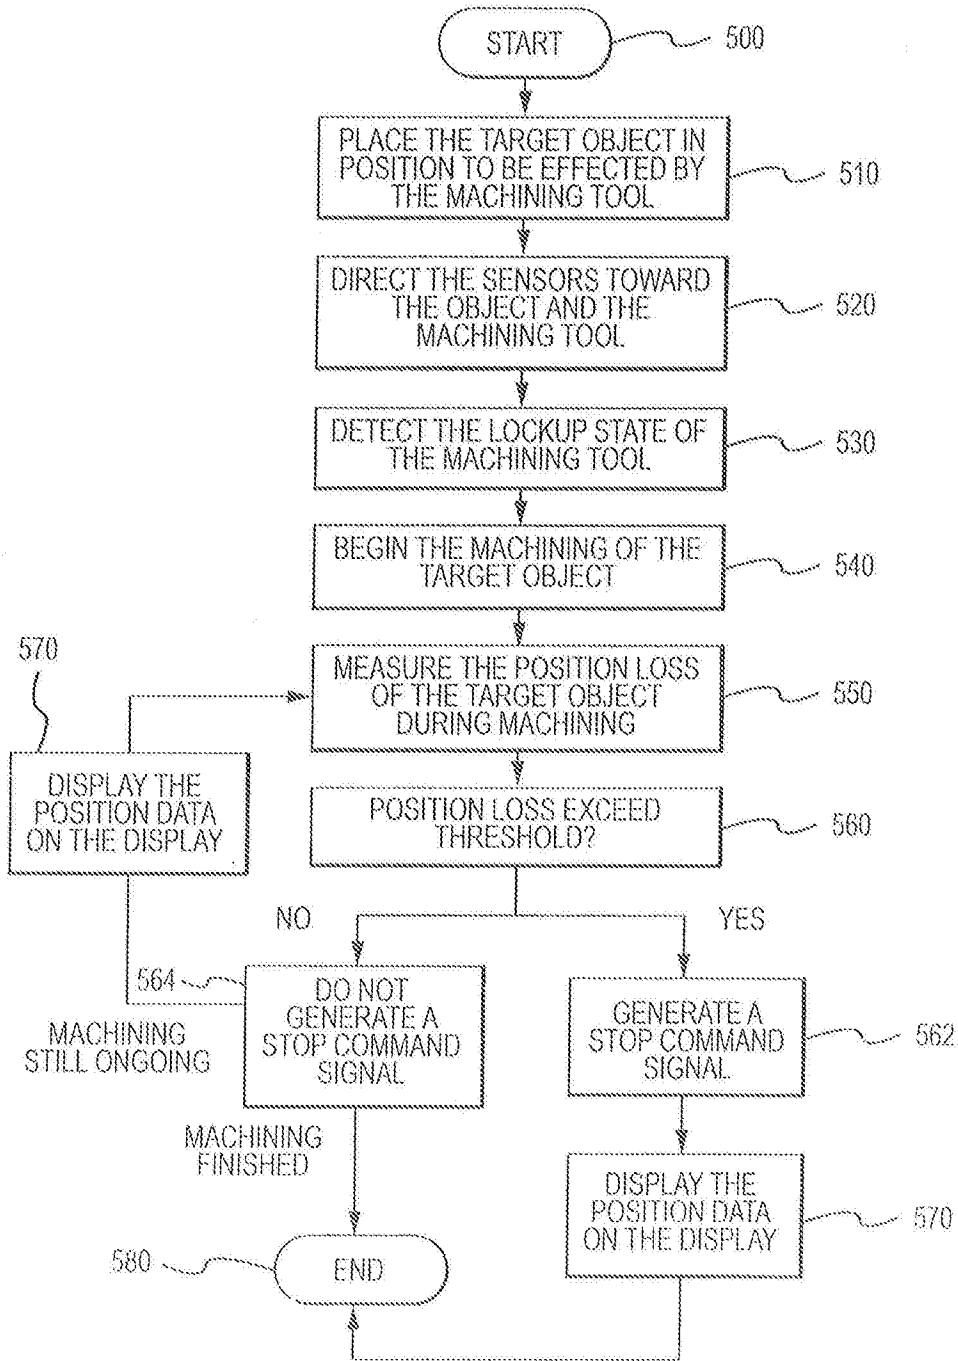 START
500
PLACE THE TARGET OBJECT IN
POSITION TO BE EFFECTED BY
THE MACHINING TOOL
510
DIRECT THE SENSORS TOWARD
THE OBJECT AND THE
MACHINING TOOL
520
DETECT THE LOCKUP STATE OF
THE MACHINING TOOL
530
BEGIN THE MACHINING OF THE
TARGET OBJECT
540
570
MEASURE THE POSITION LOSS
OF THE TARGET OBJECT
DURING MACHINING
550
DISPLAY THE
POSITION DATA
ON THE DISPLAY
POSITION LOSS EXCEED
THRESHOLD?
560
NO
YES
564
DO NOT
GENERATE A
STOP COMMAND
SIGNAL
MACHINING
STILL ONGOING
GENERATE A
STOP COMMAND
SIGNAL
562
MACHINING
FINISHED
DISPLAY THE
POSITION DATA
ON THE DISPLAY
570
580
END